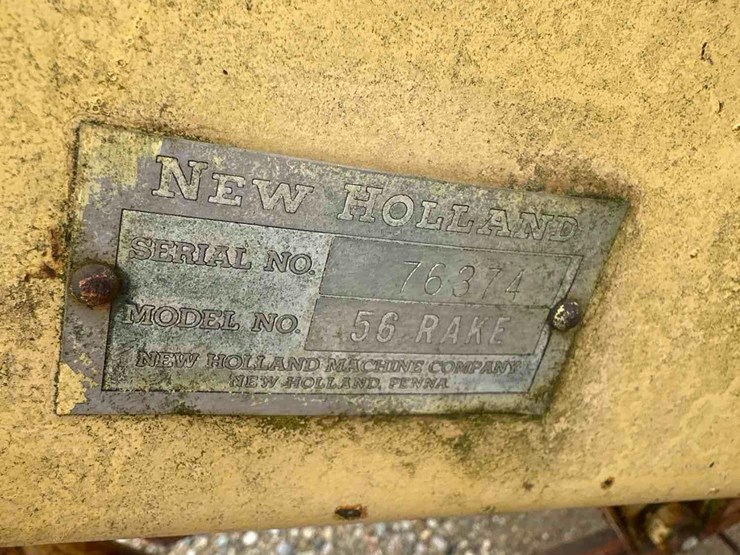 NEW HOLLAND
SERIAL NO. 76374
MODEL NO. 56 RAKE
NEW HOLLAND MACHINE COMPANY
NEW HOLLAND, PENNA.